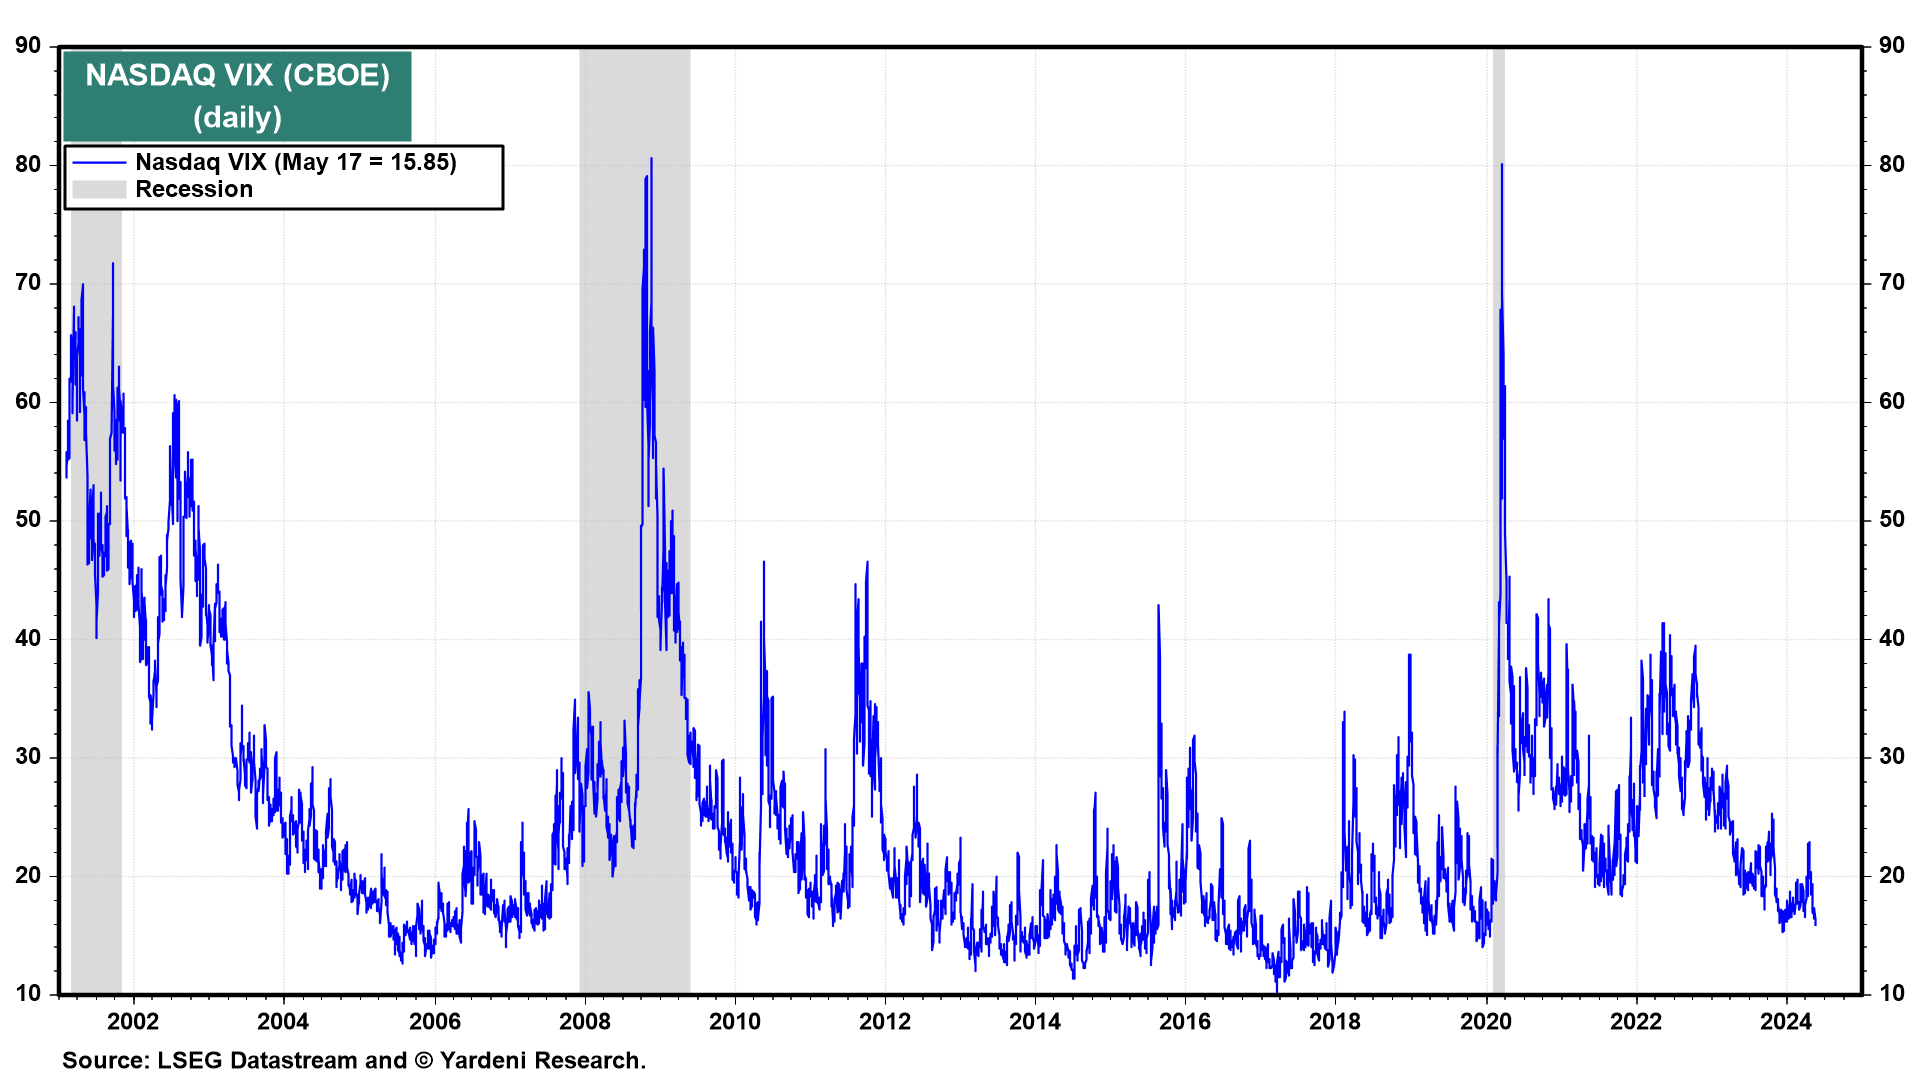 NASDAQ VIX (CBOE)
(daily)
Nasdaq VIX (May 17 = 15.85)
Recession
90 90
80 80
70 70
60 60
50 50
40 40
30 30
20 20
10 10
2002 2004 2006 2008 2010 2012 2014 2016 2018 2020 2022 2024
Source: LSEG Datastream and © Yardeni Research.